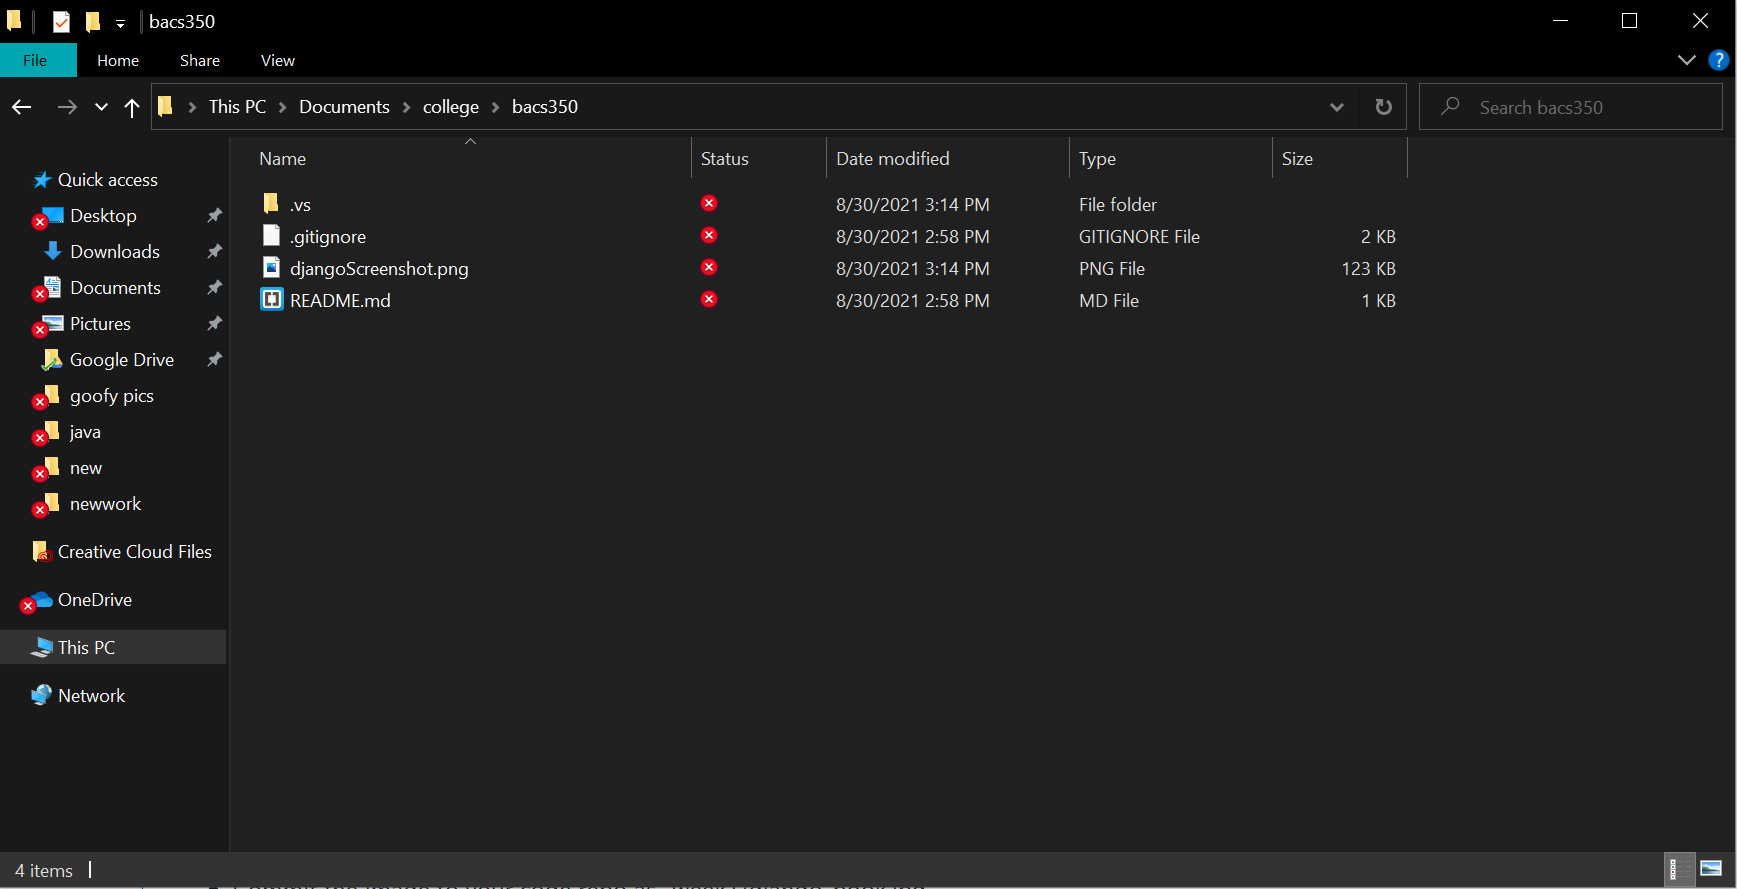 bacs350
File Home Share View
This PC Documents college bacs350 Search bacs350
Name Status Date modified Type Size
Quick access
Desktop
Downloads
Documents
Pictures
Google Drive
goofy pics
java
new
newwork
Creative Cloud Files
OneDrive
This PC
Network
.vs 8/30/2021 3:14 PM File folder
.gitignore 8/30/2021 2:58 PM GITIGNORE File 2 KB
djangoScreenshot.png 8/30/2021 3:14 PM PNG File 123 KB
README.md 8/30/2021 2:58 PM MD File 1 KB
4 items